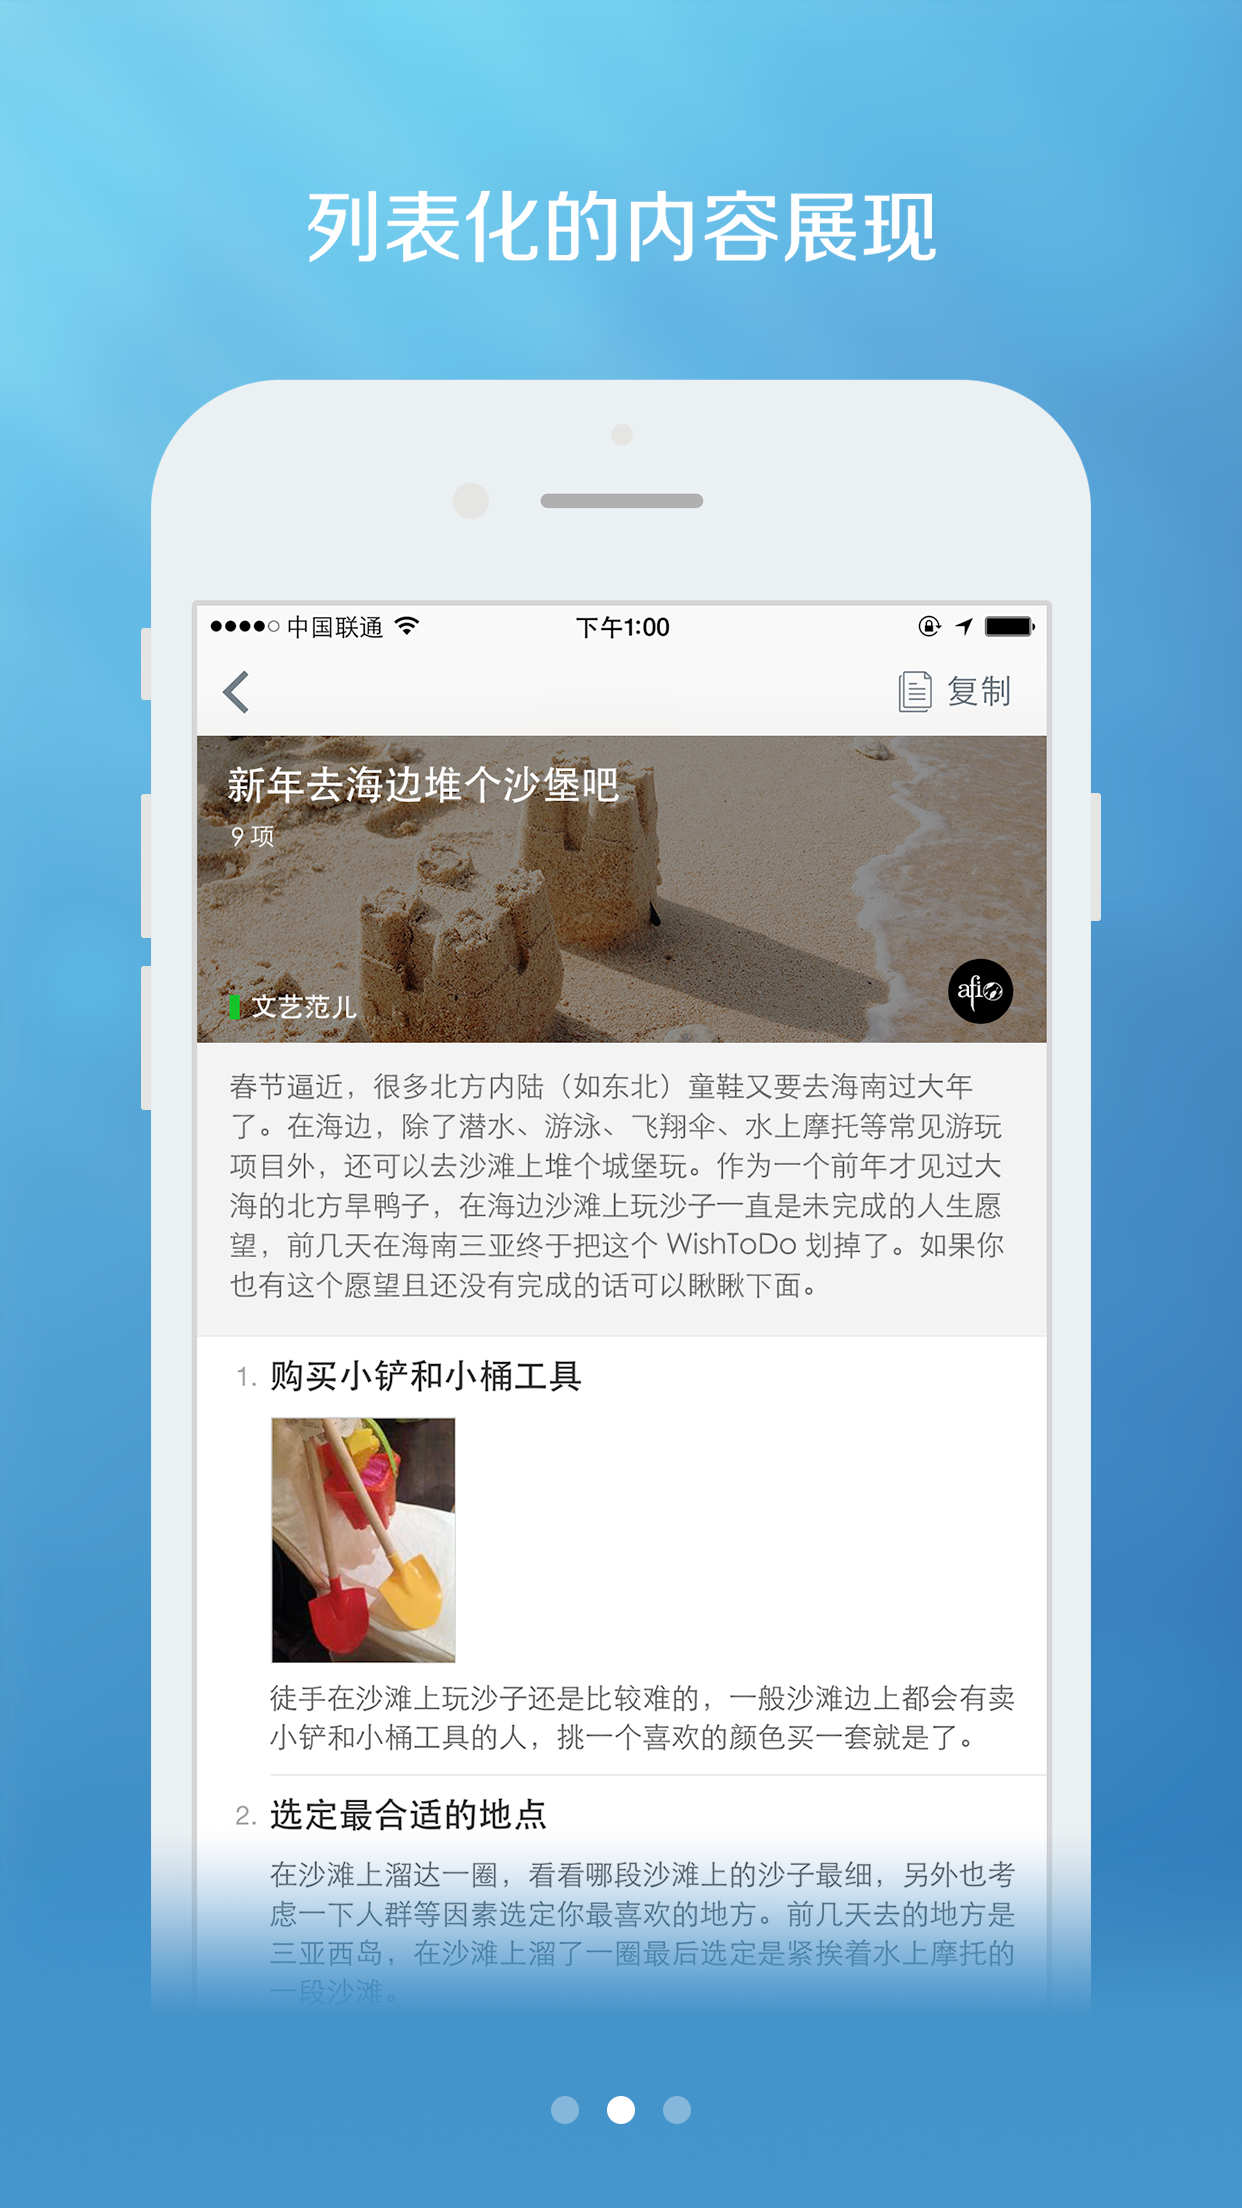 列表化的内容展现
中国联通
下午1:00
复制
新年去海边堆个沙堡吧
9 项
文艺范儿
afio
春节逼近，很多北方内陆（如东北）童鞋又要去海南过大年
了。在海边，除了潜水、游泳、飞翔伞、水上摩托等常见游玩
项目外，还可以去沙滩上堆个城堡玩。作为一个前年才见过大
海的北方旱鸭子，在海边沙滩上玩沙子一直是未完成的人生愿
望，前几天在海南三亚终于把这个 WishToDo 划掉了。如果你
也有这个愿望且还没有完成的话可以瞅瞅下面。
1. 购买小铲和小桶工具
徒手在沙滩上玩沙子还是比较难的，一般沙滩边上都会有卖
小铲和小桶工具的人，挑一个喜欢的颜色买一套就是了。
2. 选定最合适的地点
在沙滩上溜达一圈，看看哪段沙滩上的沙子最细，另外也考
虑一下人群等因素选定你最喜欢的地方。前几天去的地方是
三亚西岛，在沙滩上溜了一圈最后选定是紧挨着水上摩托的
一段沙滩。